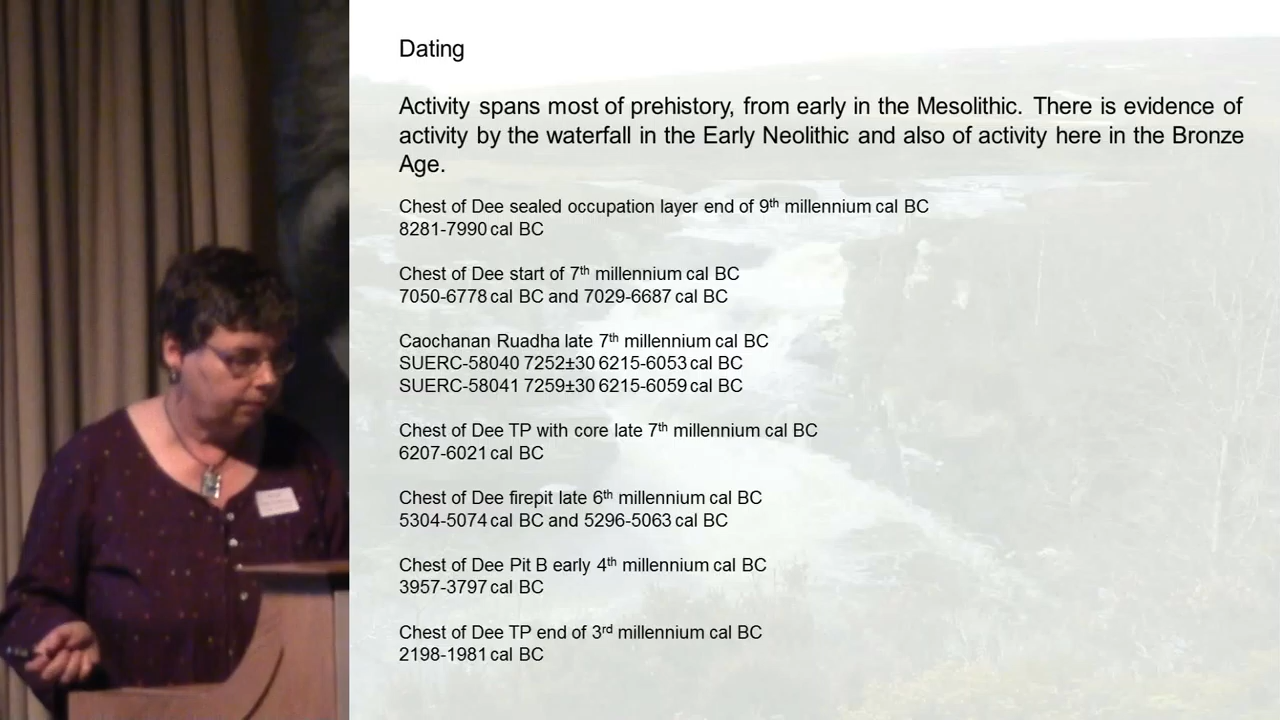 Dating
Activity spans most of prehistory, from early in the Mesolithic. There is evidence of
activity by the waterfall in the Early Neolithic and also of activity here in the Bronze
Age.
Chest of Dee sealed occupation layer end of 9th millennium cal BC
8281-7990 cal BC
Chest of Dee start of 7th millennium cal BC
7050-6778 cal BC and 7029-6687 cal BC
Caochanan Ruadha late 7th millennium cal BC
SUERC-58040 7252±30 6215-6053 cal BC
SUERC-58041 7259±30 6215-6059 cal BC
Chest of Dee TP with core late 7th millennium cal BC
6207-6021 cal BC
Chest of Dee firepit late 6th millennium cal BC
5304-5074 cal BC and 5296-5063 cal BC
Chest of Dee Pit B early 4th millennium cal BC
3957-3797 cal BC
Chest of Dee TP end of 3rd millennium cal BC
2198-1981 cal BC